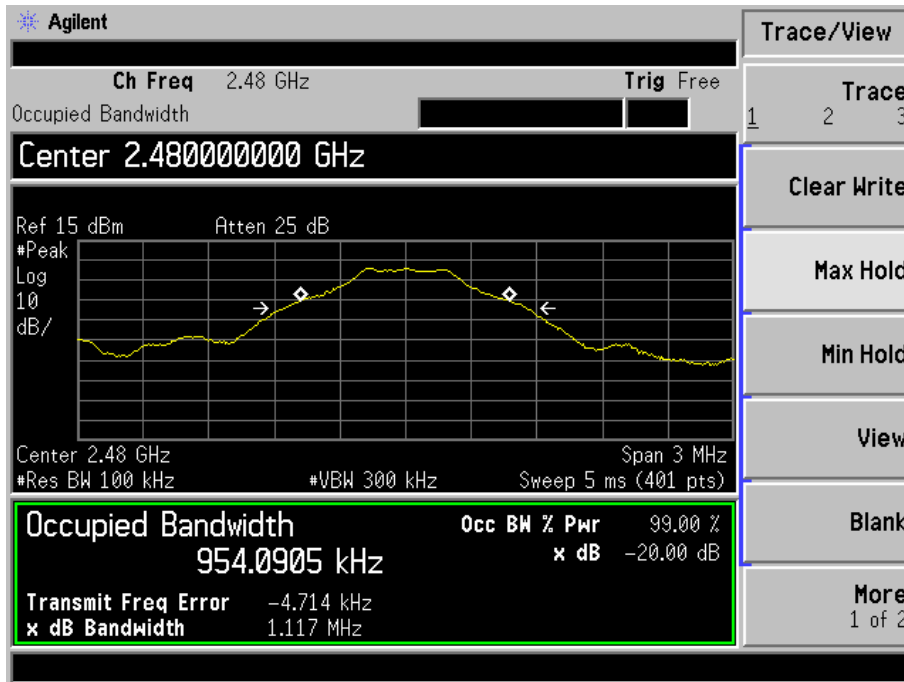 Agilent
Trace/View
Ch Freq 2.48 GHz Trig Free
Occupied Bandwidth
Trace
1 2 3
Center 2.480000000 GHz
Clear Write
Ref 15 dBm Atten 25 dB
#Peak
Log
10
dB/
Max Hold
Min Hold
View
Center 2.48 GHz Span 3 MHz
#Res BW 100 kHz #VBW 300 kHz Sweep 5 ms (401 pts)
Occupied Bandwidth
954.0905 kHz
Occ BW % Pwr 99.00 %
x dB -20.00 dB
Blank
Transmit Freq Error -4.714 kHz
x dB Bandwidth 1.117 MHz
More
1 of 2